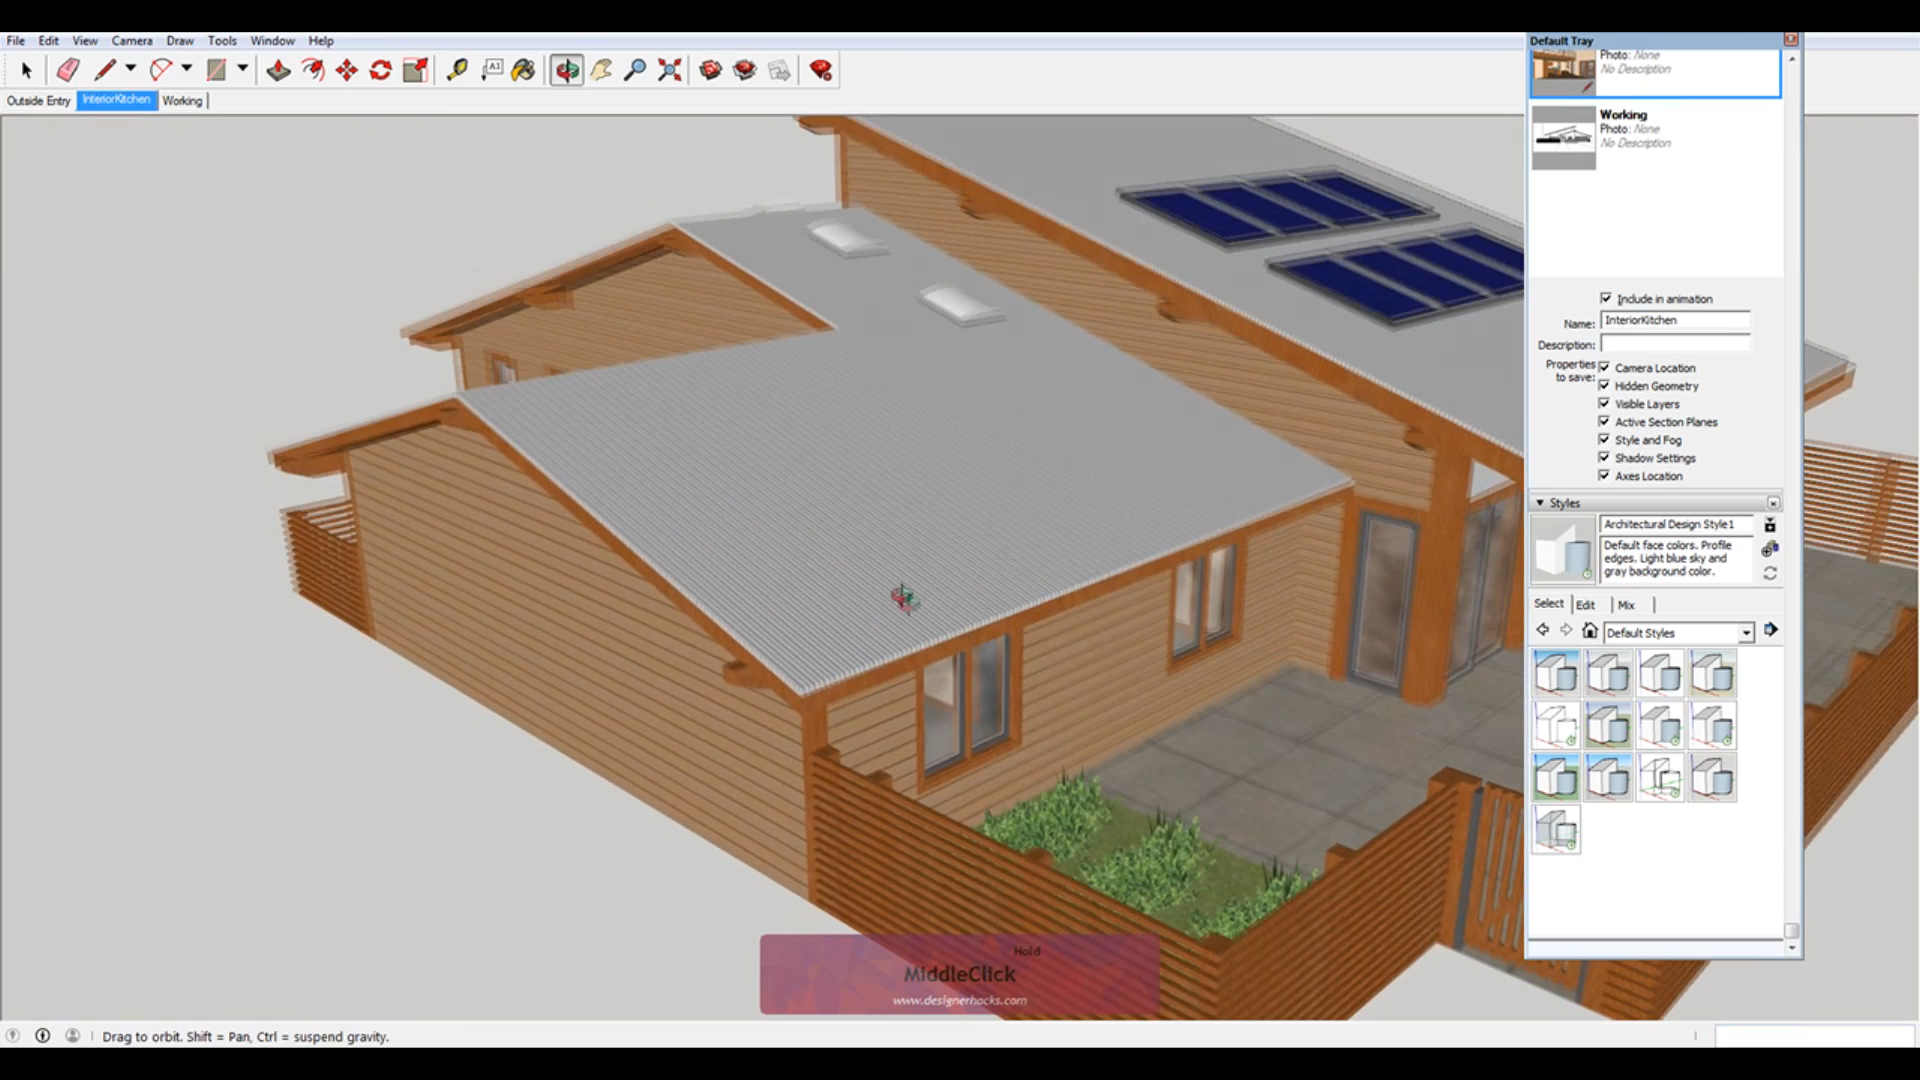 File Edit View Camera Draw Tools Window Help
Outside Entry InteriorKitchen Working
A1
Default Tray
Photo: None
No Description
Working
Photo: None
No Description
Include in animation
Name: InteriorKitchen
Description:
Properties to save:
Camera Location
Hidden Geometry
Visible Layers
Active Section Planes
Style and Fog
Shadow Settings
Axes Location
Styles
Architectural Design Style1
Default face colors. Profile
edges. Light blue sky and
gray background color.
Select Edit Mix
Default Styles
Hold
MiddleClick
www.designerhacks.com
Drag to orbit. Shift = Pan, Ctrl = suspend gravity.